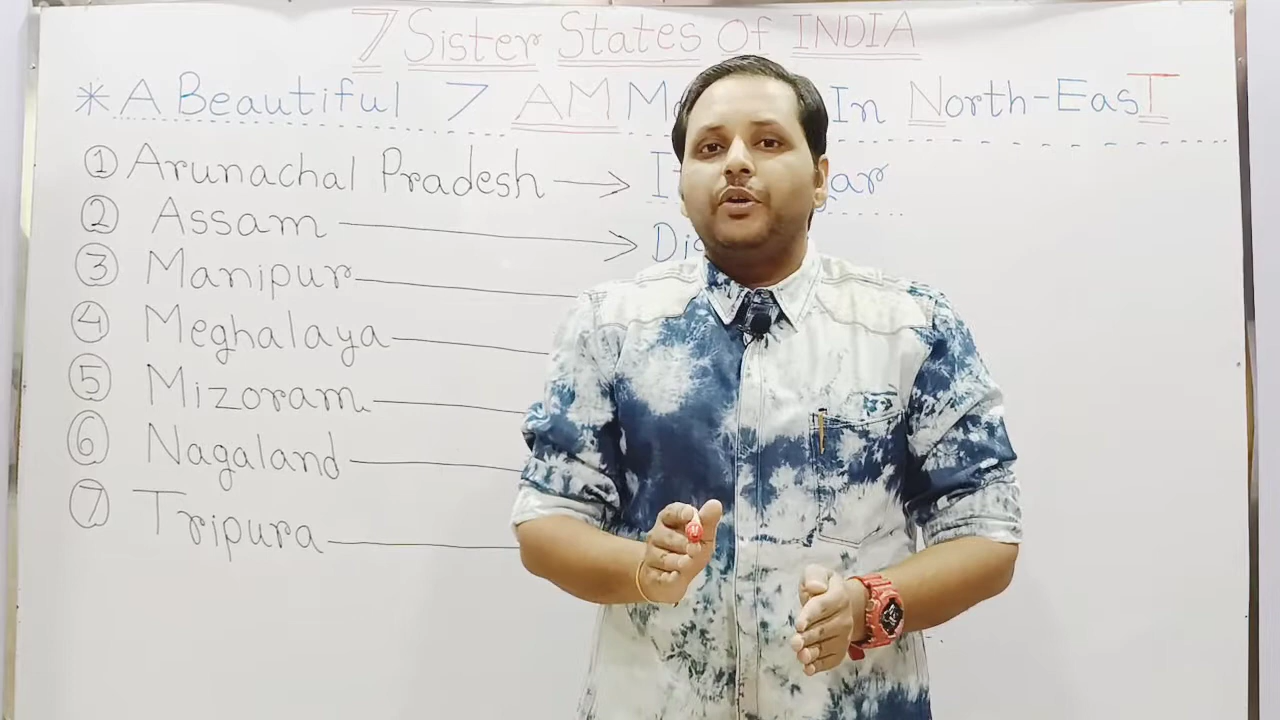 7 Sister States Of INDIA
* A Beautiful 7 AM In North-EasT
1 Arunachal Pradesh →
2 Assam →
3 Manipur
4 Meghalaya
5 Mizoram
6 Nagaland
7 Tripura